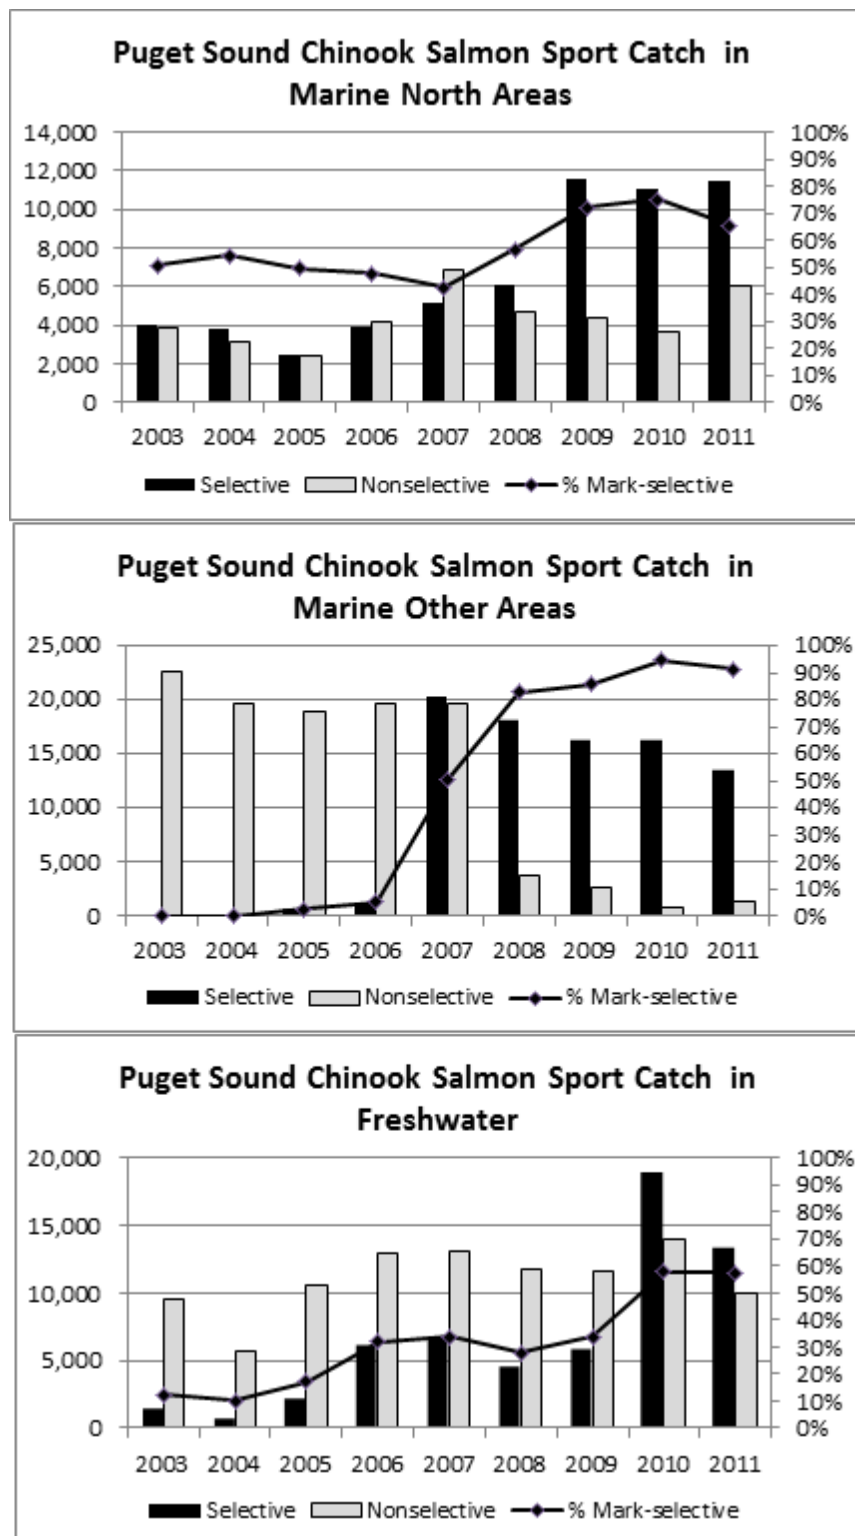 Puget Sound Chinook Salmon Sport Catch in
Marine North Areas
14,000 100%
90%
12,000 80%
10,000 70%
8,000 60%
50%
6,000 40%
4,000 30%
20%
2,000 10%
0 0%
2003 2004 2005 2006 2007 2008 2009 2010 2011
Selective Nonselective % Mark-selective
Puget Sound Chinook Salmon Sport Catch in
Marine Other Areas
25,000 100%
90%
20,000 80%
70%
15,000 60%
50%
10,000 40%
30%
5,000 20%
10%
0 0%
2003 2004 2005 2006 2007 2008 2009 2010 2011
Selective Nonselective % Mark-selective
Puget Sound Chinook Salmon Sport Catch in
Freshwater
20,000 100%
90%
80%
15,000 70%
60%
10,000 50%
40%
5,000 30%
20%
10%
0 0%
2003 2004 2005 2006 2007 2008 2009 2010 2011
Selective Nonselective % Mark-selective